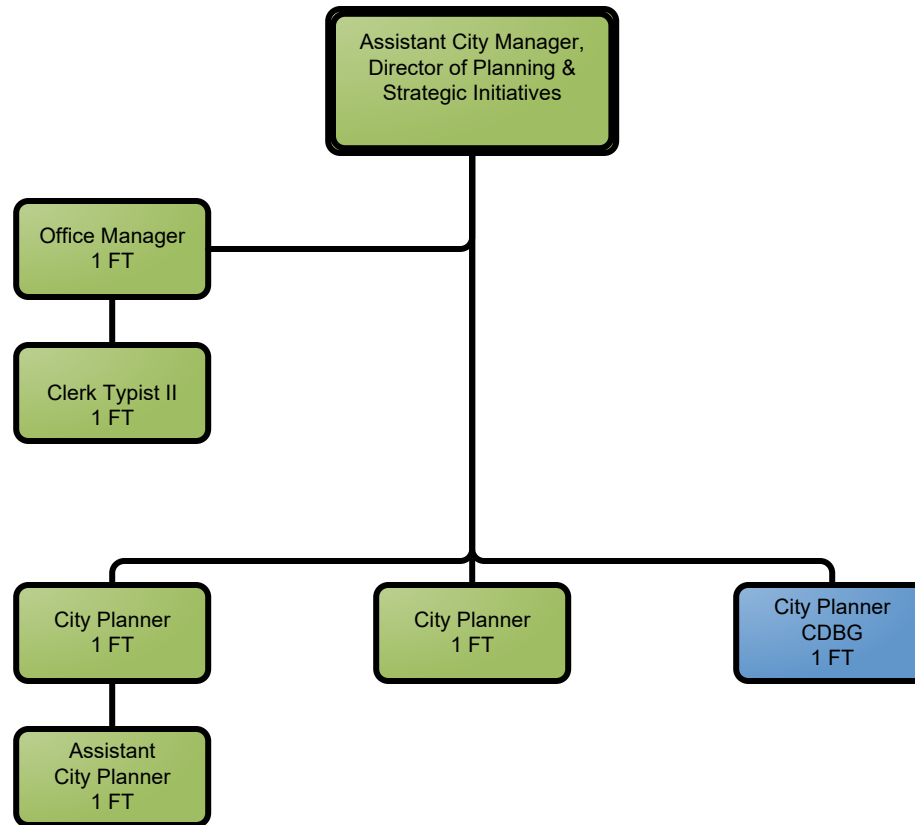 Assistant City Manager,
Director of Planning &
Strategic Initiatives
Office Manager
1 FT
Clerk Typist II
1 FT
City Planner
1 FT
Assistant
City Planner
1 FT
City Planner
1 FT
City Planner
CDBG
1 FT